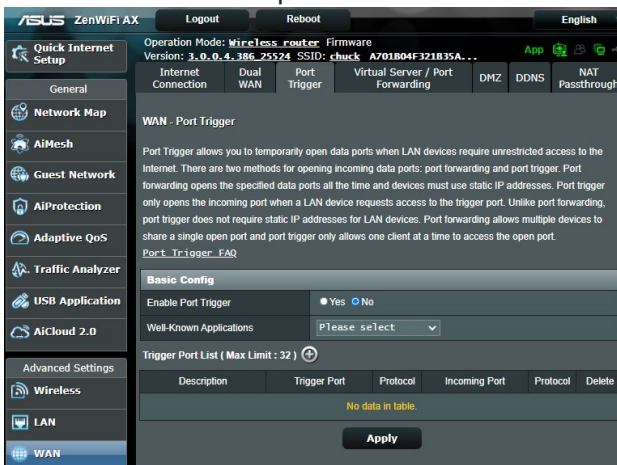 ASUS ZenWiFi AX Logout Reboot English
Quick Internet Setup
Operation Mode: Wireless router Firmware
Version: 3.0.0.4.386_25524 SSID: chuck A701B04F321B35A...
App
Internet Connection
Dual WAN
Port Trigger
Virtual Server / Port Forwarding
DMZ
DDNS
NAT Passthrough
General
Network Map
AiMesh
Guest Network
AiProtection
Adaptive QoS
Traffic Analyzer
USB Application
AiCloud 2.0
Advanced Settings
Wireless
LAN
WAN
WAN - Port Trigger
Port Trigger allows you to temporarily open data ports when LAN devices require unrestricted access to the
Internet. There are two methods for opening incoming data ports: port forwarding and port trigger. Port
forwarding opens the specified data ports all the time and devices must use static IP addresses. Port trigger
only opens the incoming port when a LAN device requests access to the trigger port. Unlike port forwarding,
port trigger does not require static IP addresses for LAN devices. Port forwarding allows multiple devices to
share a single open port and port trigger only allows one client at a time to access the open port.
Port Trigger FAQ
Basic Config
Enable Port Trigger Yes No
Well-Known Applications Please select
Trigger Port List ( Max Limit : 32 )
Description Trigger Port Protocol Incoming Port Protocol Delete
No data in table.
Apply